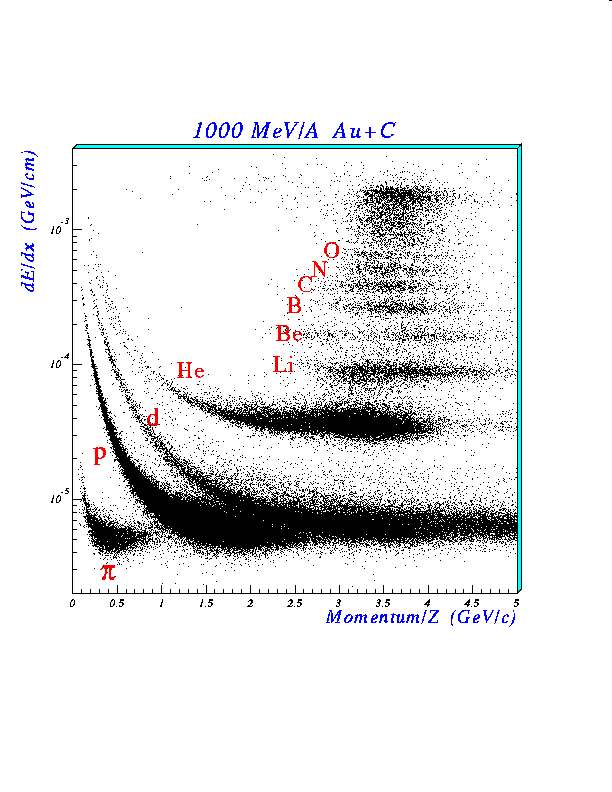 1000 MeV/A Au+C
dE/dx (GeV/cm)
10⁻³
10⁻⁴
10⁻⁵
O
N
C
B
Be
Li
He
d
p
π
0 0.5 1 1.5 2 2.5 3 3.5 4 4.5 5
Momentum/Z (GeV/c)